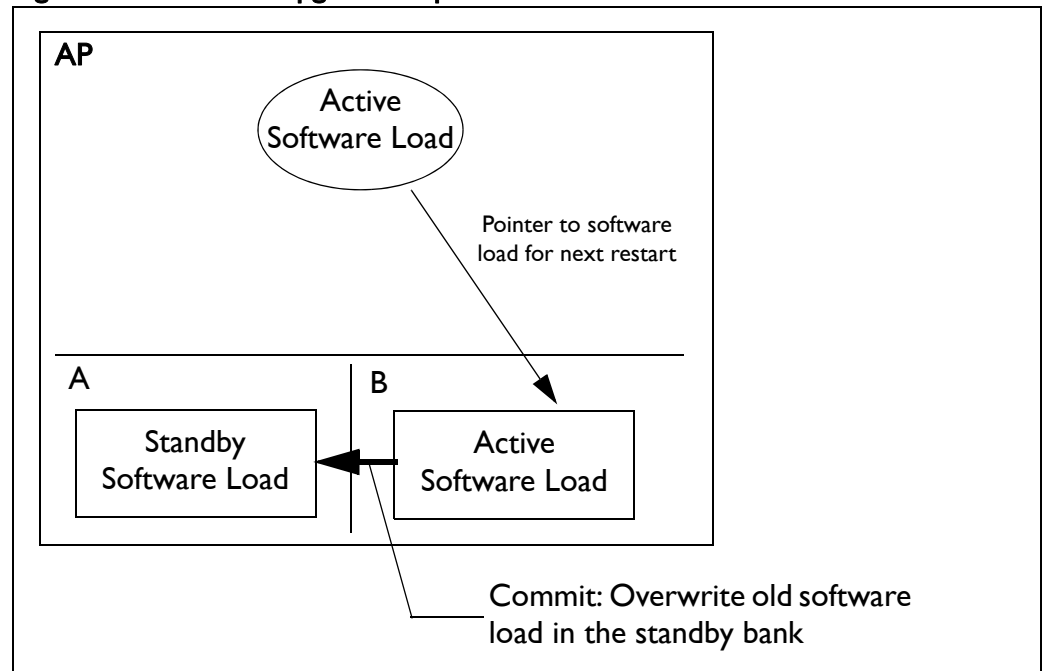 AP
Active
Software Load
Pointer to software
load for next restart
A
B
Standby
Software Load
Active
Software Load
Commit: Overwrite old software
load in the standby bank